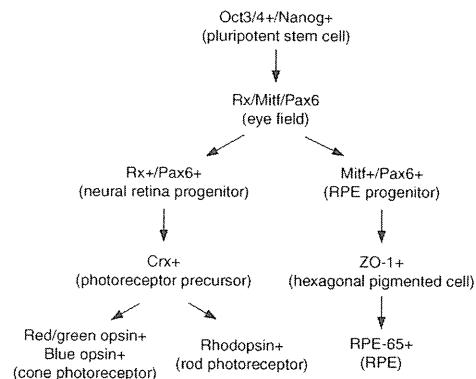 Oct3/4+/Nanog+
(pluripotent stem cell)
Rx/Mitf/Pax6
(eye field)
Rx+/Pax6+
(neural retina progenitor)
Mitf+/Pax6+
(RPE progenitor)
Crx+
(photoreceptor precursor)
ZO-1+
(hexagonal pigmented cell)
Red/green opsin+
Blue opsin+
(cone photoreceptor)
Rhodopsin+
(rod photoreceptor)
RPE-65+
(RPE)